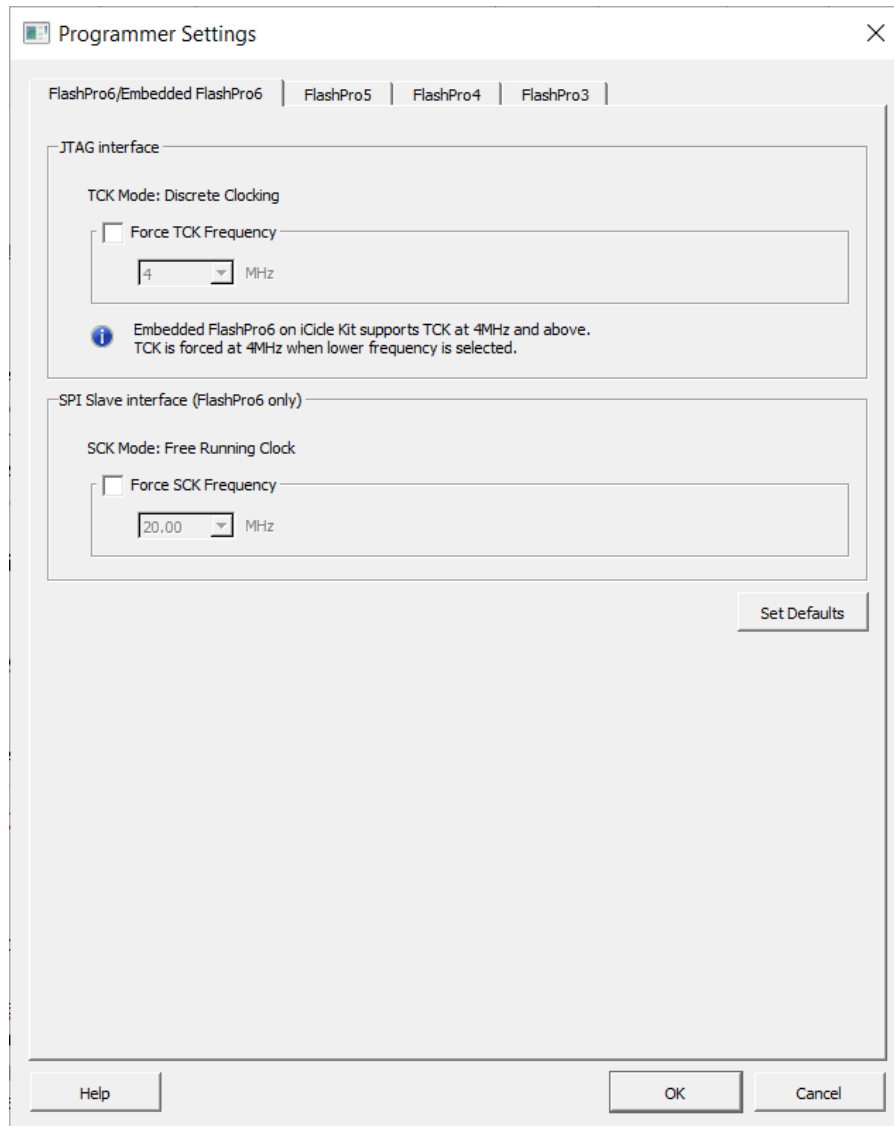 Programmer Settings
FlashPro6/Embedded FlashPro6
FlashPro5
FlashPro4
FlashPro3
JTAG interface
TCK Mode: Discrete Clocking
Force TCK Frequency
4 MHz
Embedded FlashPro6 on iCicle Kit supports TCK at 4MHz and above.
TCK is forced at 4MHz when lower frequency is selected.
SPI Slave interface (FlashPro6 only)
SCK Mode: Free Running Clock
Force SCK Frequency
20.00 MHz
Set Defaults
Help
OK
Cancel